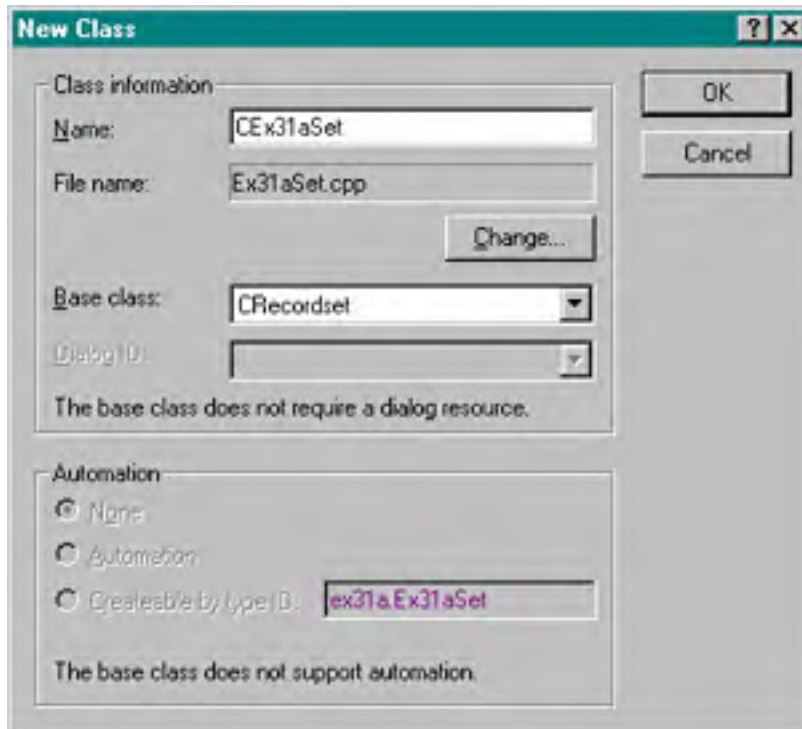 New Class
Class information
Name:
CEx31aSet
OK
File name:
Ex31aSet.cpp
Cancel
Change...
Base class:
CRecordset
Dialog ID:
The base class does not require a dialog resource.
Automation
None
Automation
Createable by type ID:
ex31a.Ex31aSet
The base class does not support automation.